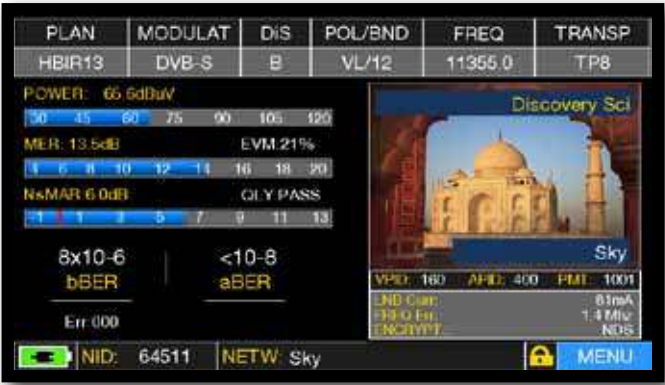 PLAN MODULAT DiS POL/BND FREQ TRANSP
HBIR13 DVB-S B VL/12 11355.0 TP8
POWER: 65.6dBuV
30 45 60 75 90 105 120
MER: 13.5dB EVM:21%
4 6 8 10 12 14 16 18 20
NsMAR 6.0dB QLY PASS
-1 1 3 5 7 9 11 13
8x10-6 <10-8
bBER aBER
Err 000
Discovery Sci
Sky
VPID: 160 APID: 400 PMT: 1001
LNB Curr: 81mA
FREQ Err: 1.4 Mhz
ENCRYPT: NDS
NID: 64511 NETW: Sky MENU